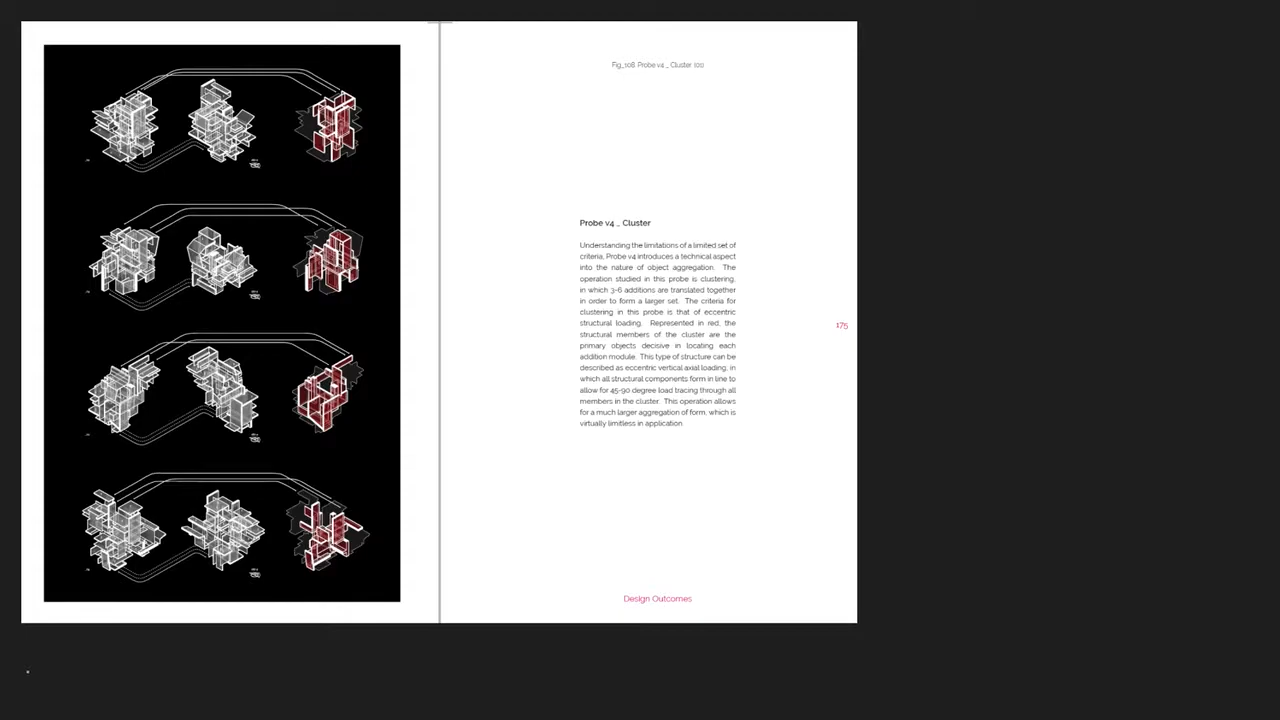 Fig_108 Probe v4 _ Cluster 100
Probe v4 _ Cluster
Understanding the limitations of a limited set of
criteria, Probe v4 introduces a technical aspect
into the nature of object aggregation. The
operation studied in this probe is clustering,
in which 3-6 additions are translated together
in order to form a larger set. The criteria for
clustering in this probe is that of eccentric
structural loading. Represented in red, the
structural members of the cluster are the
primary objects decisive in locating each
addition module. This type of structure can be
described as eccentric vertical axial loading, in
which all structural components form in line to
allow for 45-90 degree load tracing through all
members in the cluster. This operation allows
for a much larger aggregation of form, which is
virtually limitless in application
175
Design Outcomes